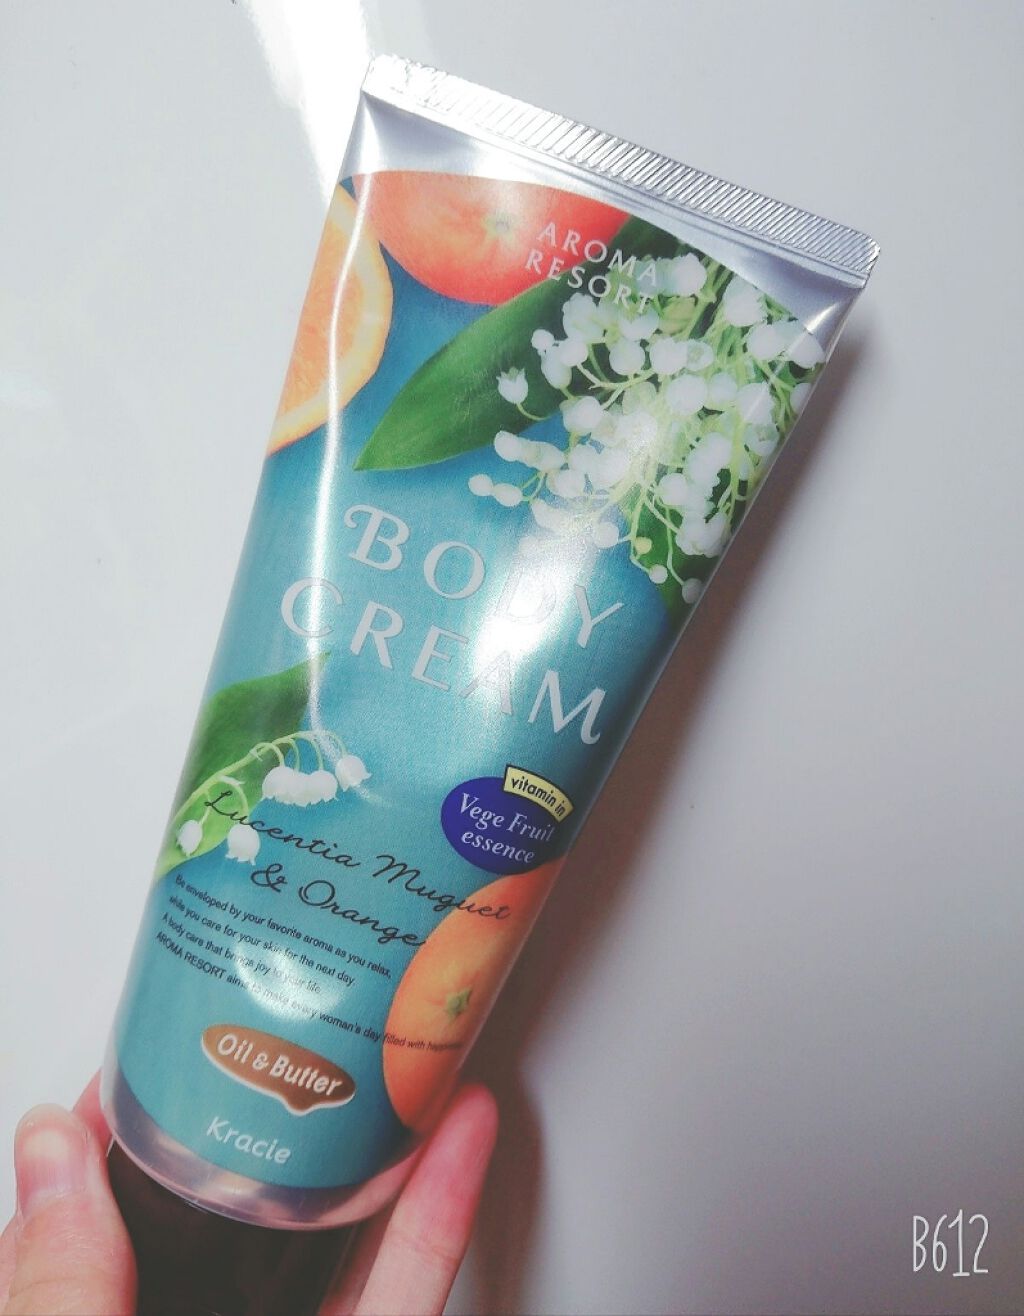 AROMA
RESORT
BODY
CREAM
vitamin in
Vege Fruit
essence
Lucentia Muguet
& Orange
Be enveloped by your favorite aroma as you relax,
while you care for your skin for the next day.
A body care that brings joy to your life.
AROMA RESORT aims to make every woman's day filled with happiness.
Oil & Butter
Kracie
B612